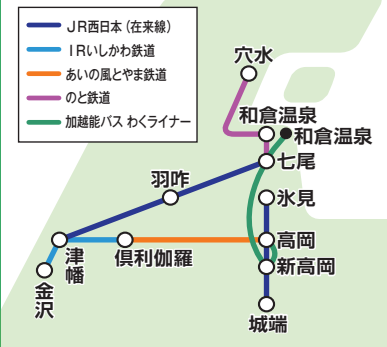 JR西日本（在来線）
IRいしかわ鉄道
あいの風とやま鉄道
のと鉄道
加越能バス わくライナー
穴水
和倉温泉
和倉温泉
七尾
羽咋
氷見
高岡
津幡
倶利伽羅
新高岡
金沢
城端